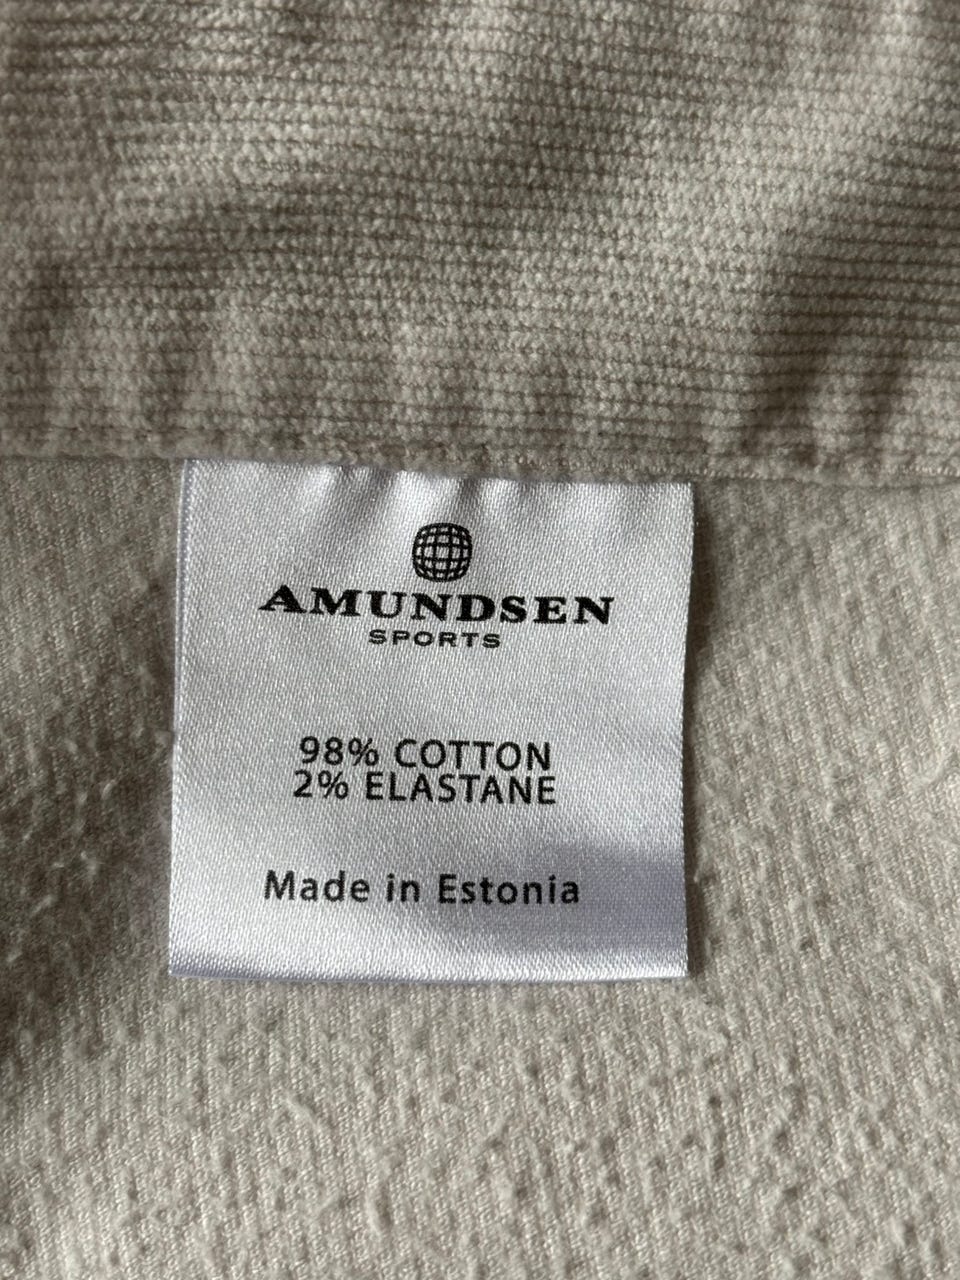 AMUNDSEN
SPORTS
98% COTTON
2% ELASTANE
Made in Estonia